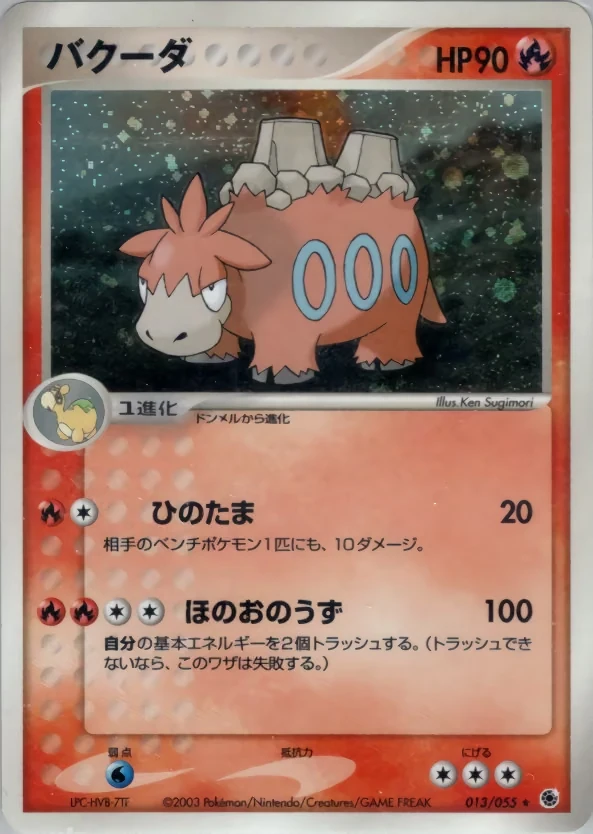 バクーダ HP90
Illus. Ken Sugimori
1進化
ドンメルから進化
ひのたま 20
相手のベンチポケモン1匹にも、10ダメージ。
ほのおのうず 100
自分の基本エネルギーを2個トラッシュする。(トラッシュでき
ないなら、このワザは失敗する。)
弱点 抵抗力 にげる
LPC-HVB-7TF ©2003 Pokémon/Nintendo/Creatures/GAME FREAK 013/055 ★